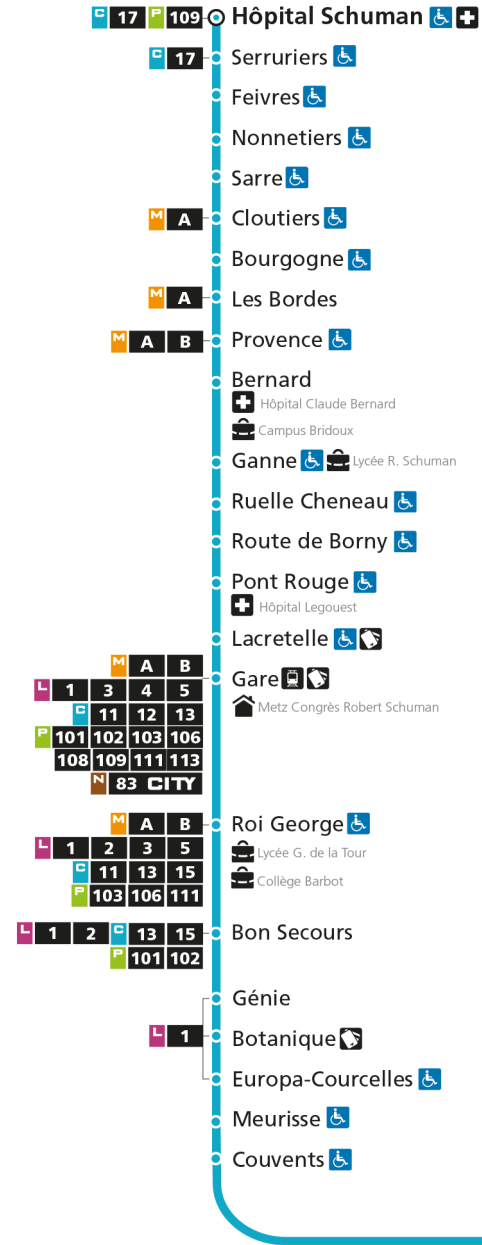 C 17 P 109 Hôpital Schuman
C 17 Serruriers
Feivres
Nonnetiers
Sarre
M A Cloutiers
Bourgogne
M A Les Bordes
M A B Provence
Bernard
Hôpital Claude Bernard
Campus Bridoux
Ganne Lycée R. Schuman
Ruelle Cheneau
Route de Borny
Pont Rouge
Hôpital Legouest
Lacretelle
M A B
Gare
L 1 3 4 5
Metz Congrès Robert Schuman
C 11 12 13
P 101 102 103 106
108 109 111 113
N 83 CITY
M A B Roi George
L 1 2 3 5 Lycée G. de la Tour
C 11 13 15 Collège Barbot
P 103 106 111
L 1 2 C 13 15 Bon Secours
P 101 102
Génie
L 1 Botanique
Europa-Courcelles
Meurisse
Couvents